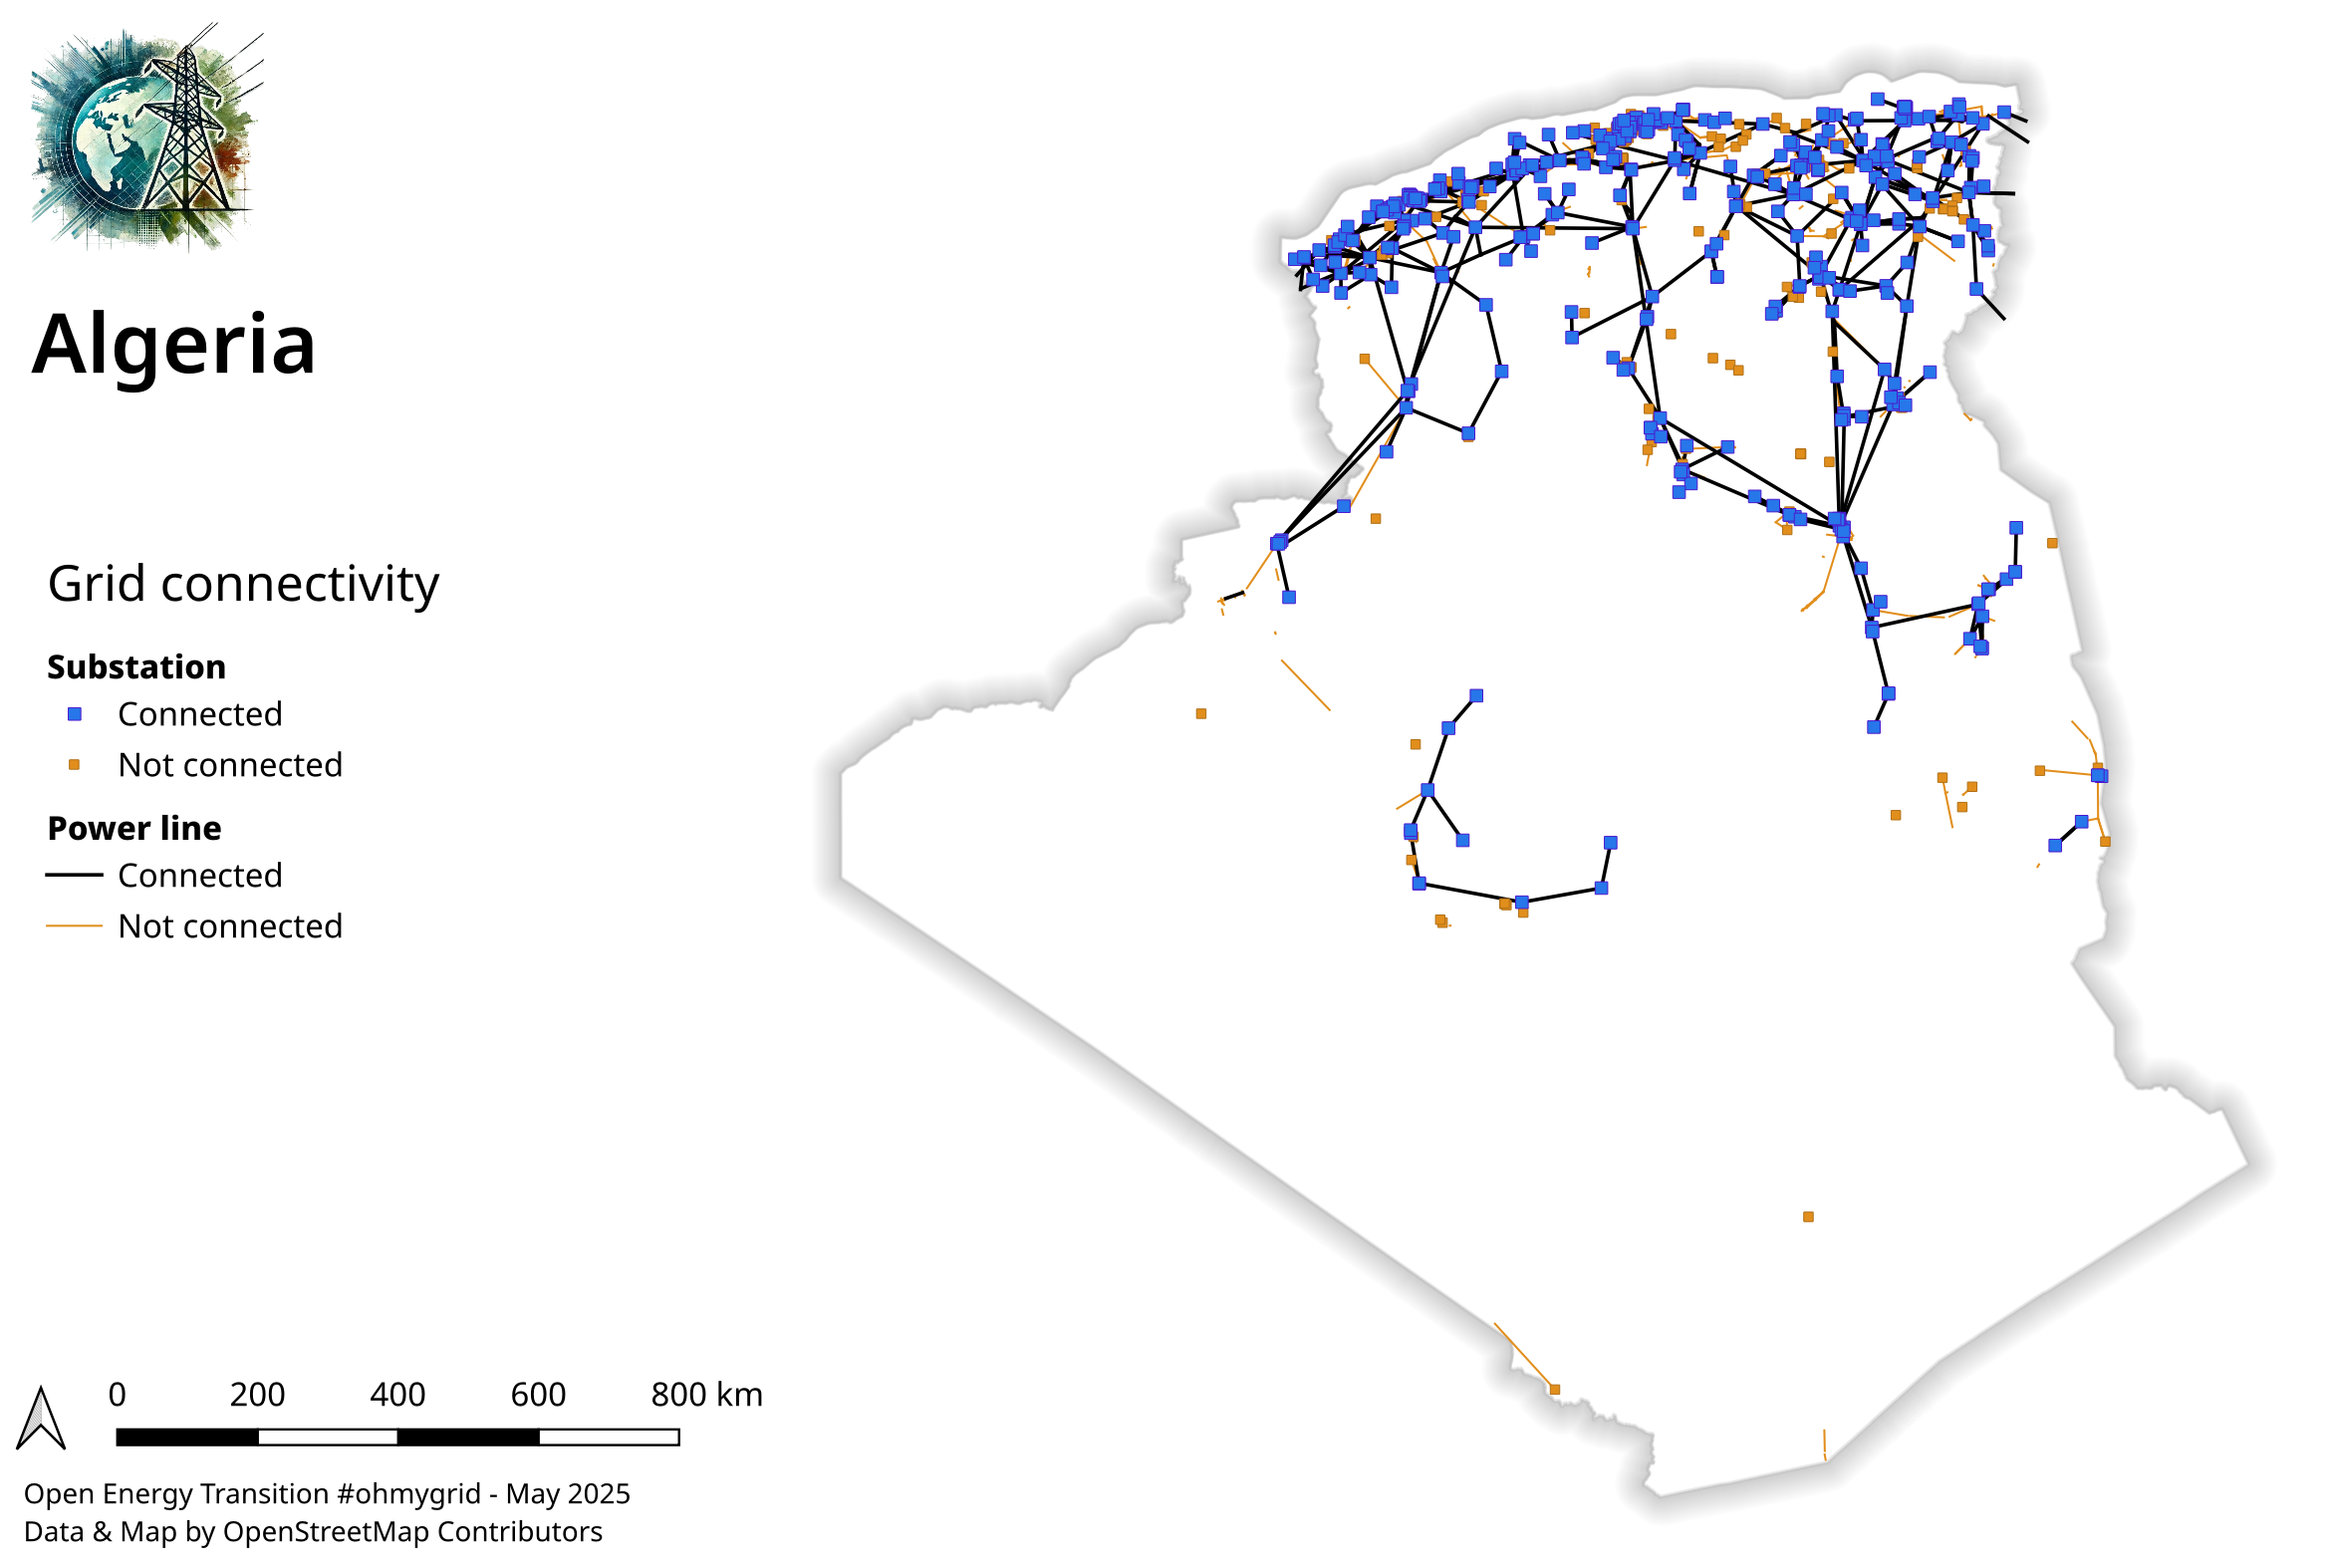 Algeria
Grid connectivity
Substation
Connected
Not connected
Power line
Connected
Not connected
0 200 400 600 800 km
Open Energy Transition #ohmygrid - May 2025
Data & Map by OpenStreetMap Contributors